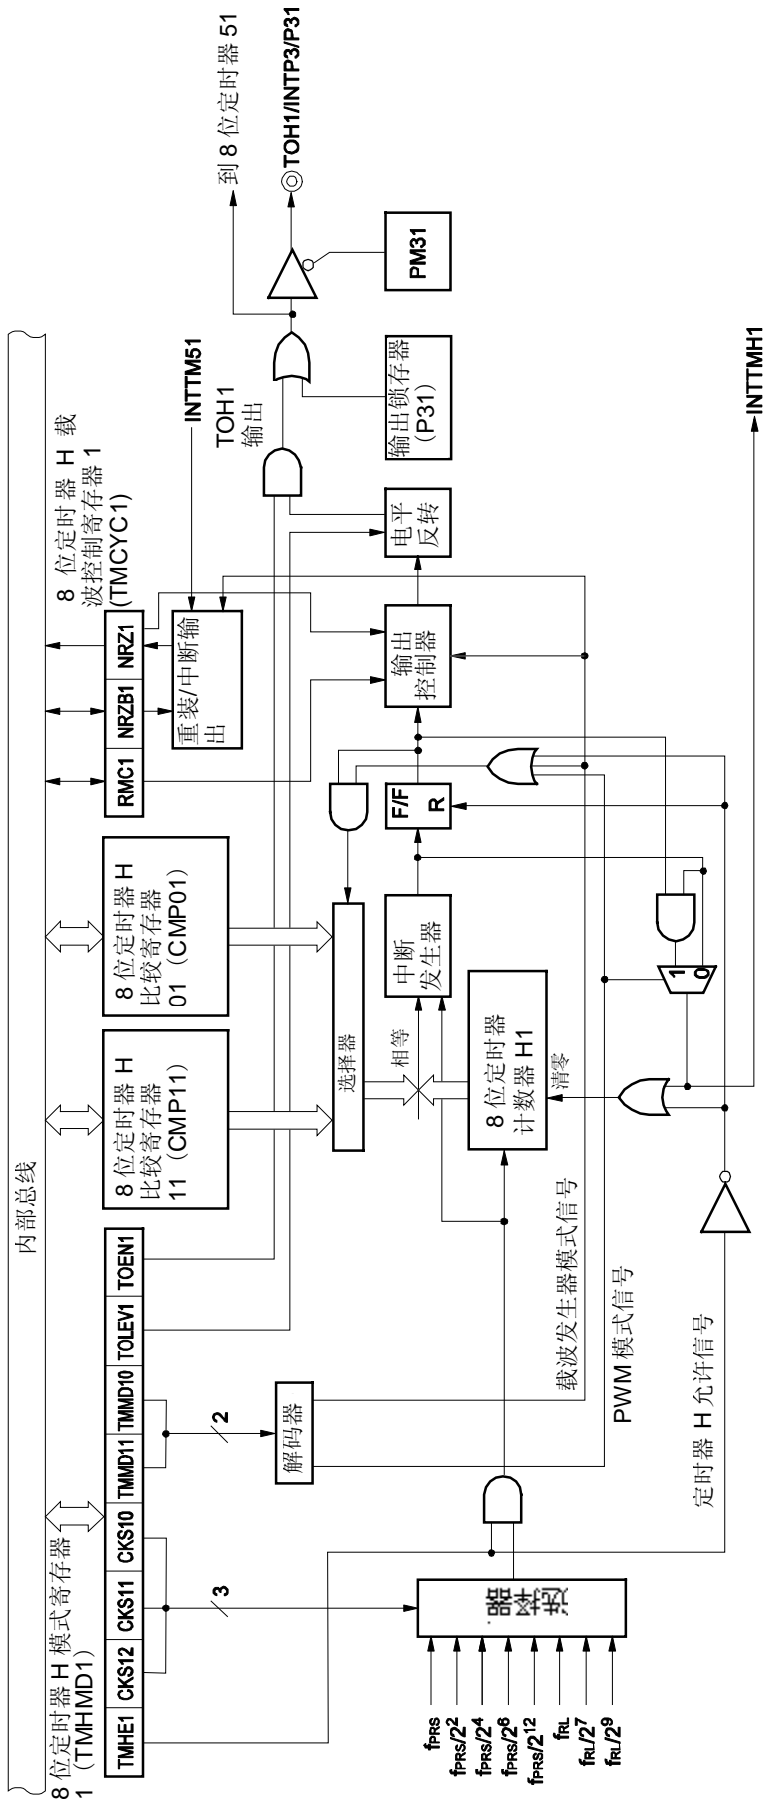 内部总线
8 位定时器 H 模式寄存器
1（TMHMD1）
TMHE1 CKS12 CKS11 CKS10 TMMD11 TMMD10 TOLEV1 TOEN1
8 位定时器 H
比较寄存器
11（CMP11）
8 位定时器 H
比较寄存器
01（CMP01）
8 位定时器 H 载
波控制寄存器 1
(TMCYC1)
RMC1 NRZB1 NRZ1
重装/中断输
出
INTTM51
TOH1
输出
到 8 位定时器 51
TOH1/INTP3/P31
PM31
输出锁存器
（P31）
3
2
解码器
选择器
相等
中断
发生器
F/F
R
输出
控制器
电平
反转
fPRS
fPRS/2²
fPRS/2⁴
fPRS/2⁶
fPRS/2¹²
fRL
fRL/2⁷
fRL/2⁹
选择
器.
8 位定时器
计数器 H1
清零
1
0
载波发生器模式信号
PWM 模式信号
定时器 H 允许信号
INTTMH1